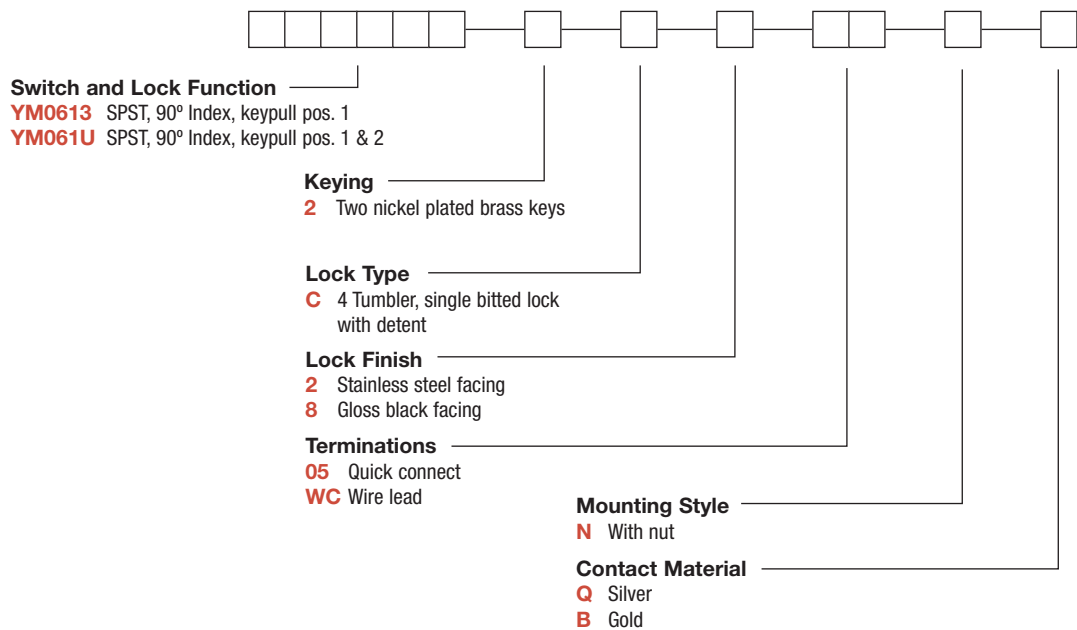 Switch and Lock Function
YM0613 SPST, 90º Index, keypull pos. 1
YM061U SPST, 90º Index, keypull pos. 1 & 2
Keying
2 Two nickel plated brass keys
Lock Type
C 4 Tumbler, single bitted lock
with detent
Lock Finish
2 Stainless steel facing
8 Gloss black facing
Terminations
05 Quick connect
WC Wire lead
Mounting Style
N With nut
Contact Material
Q Silver
B Gold